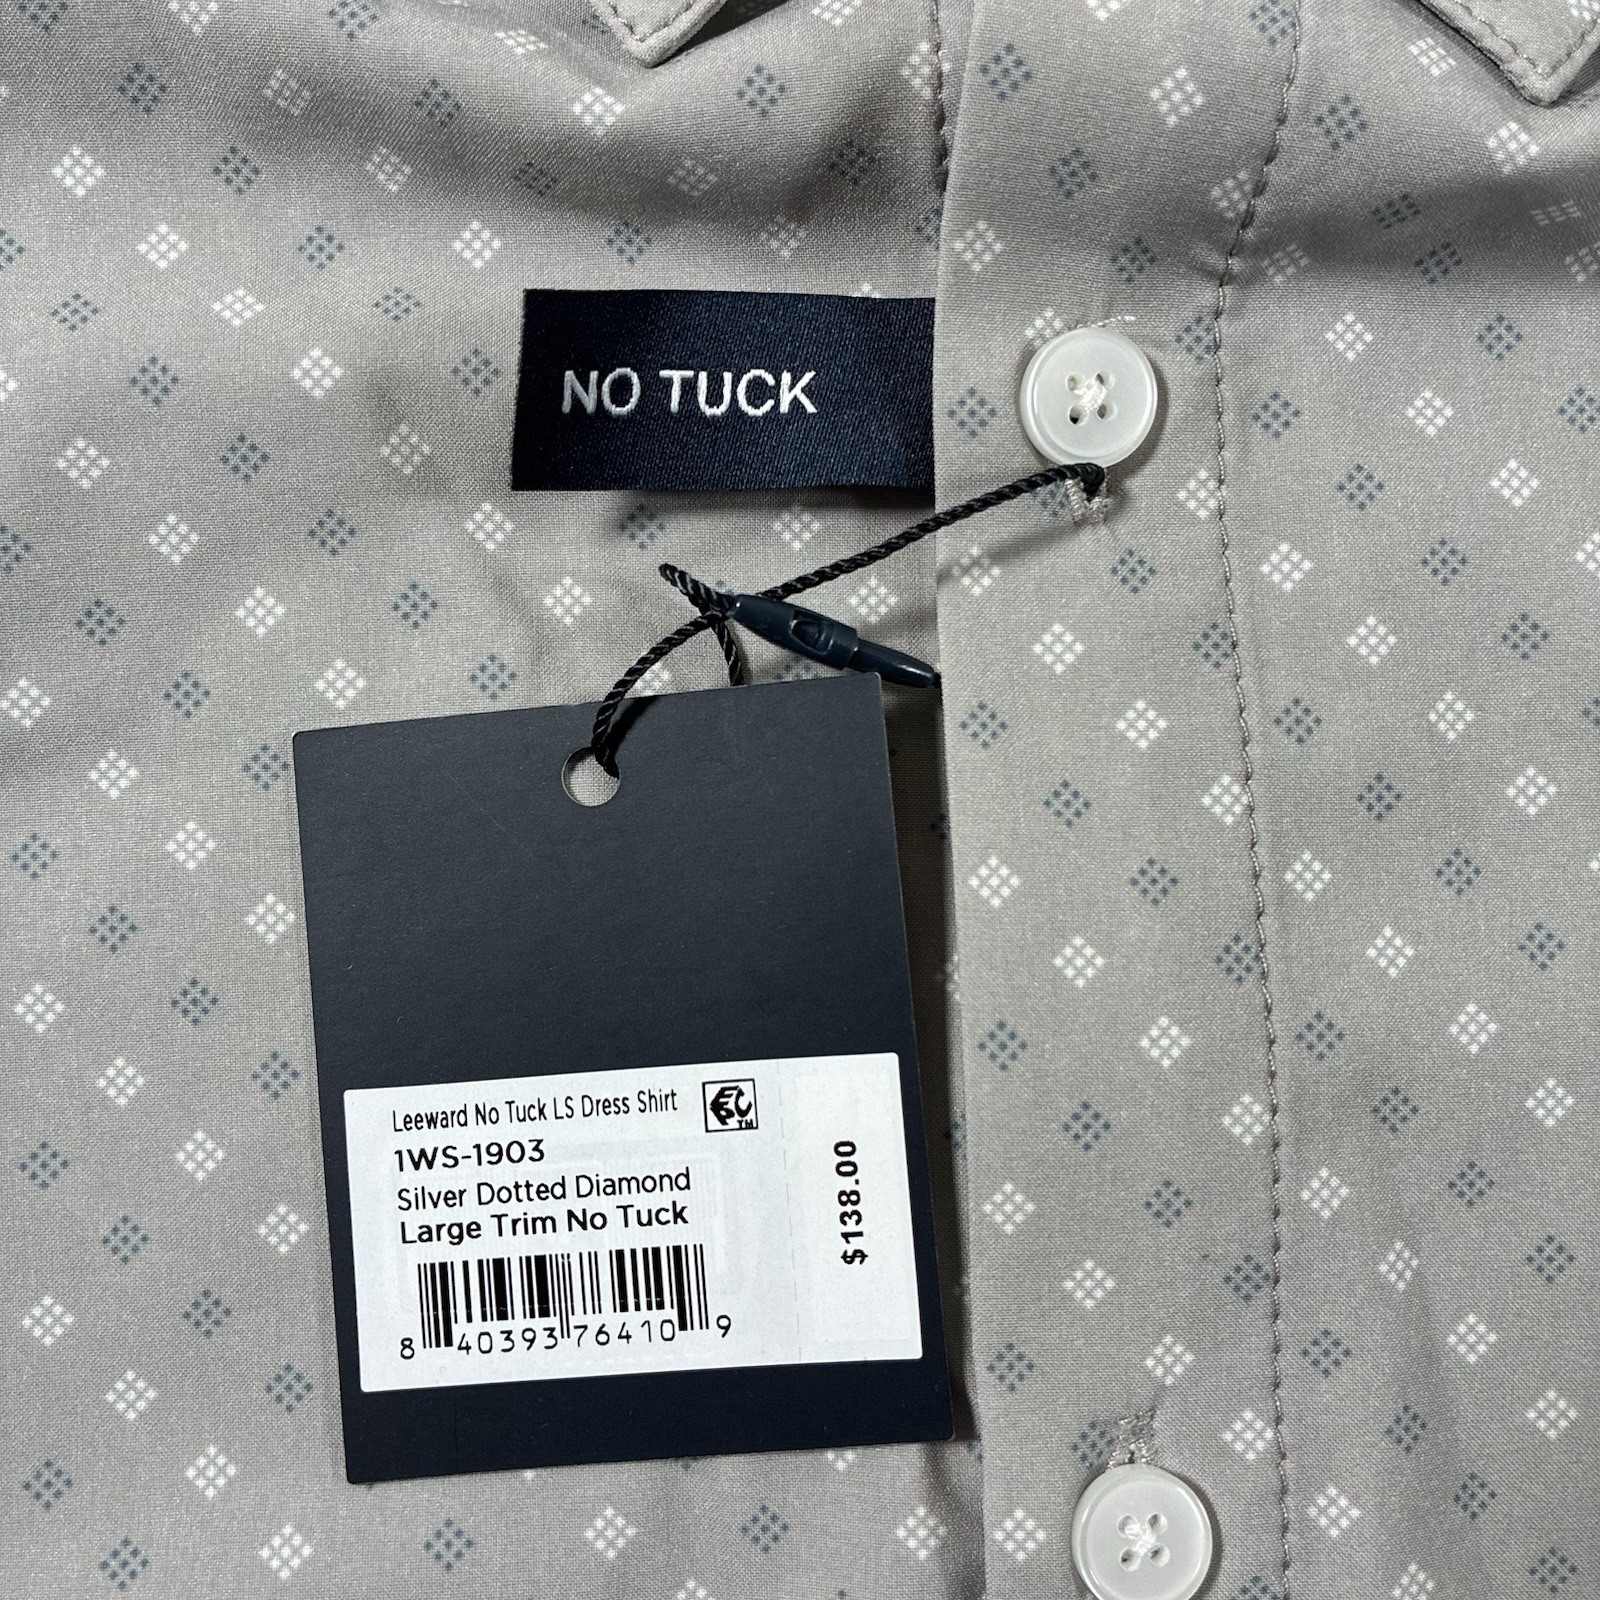 NO TUCK
Leeward No Tuck LS Dress Shirt
1WS-1903
Silver Dotted Diamond
Large Trim No Tuck
$138.00
8 40393 76410 9